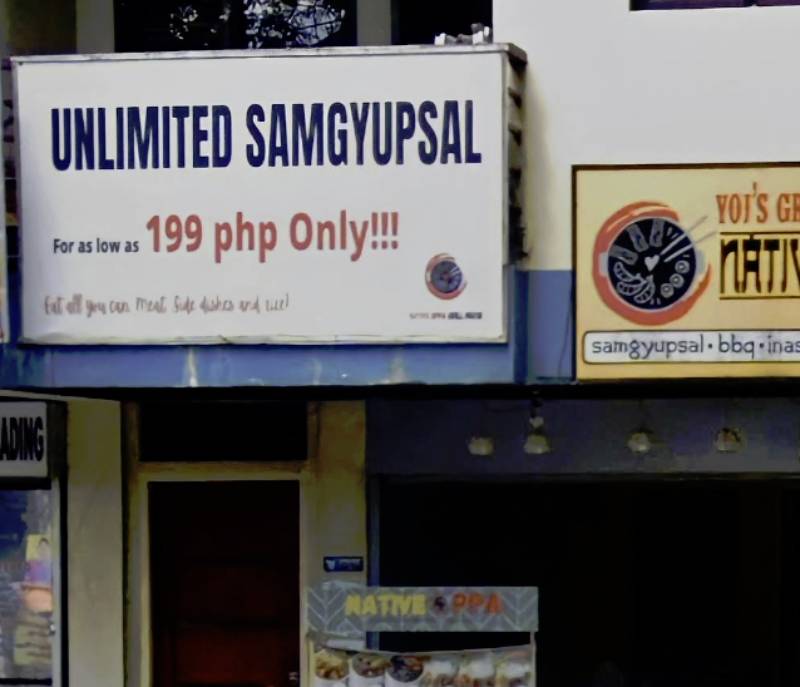 UNLIMITED SAMGYUPSAL
For as low as 199 php Only!!!
Eat all you can meat, Side dishes and rice!
YOJ'S GR
NATIV
samgyupsal · bbq · inas
ADING
NATIVE PPA